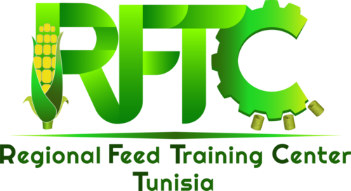 RFTC
Regional Feed Training Center
Tunisia